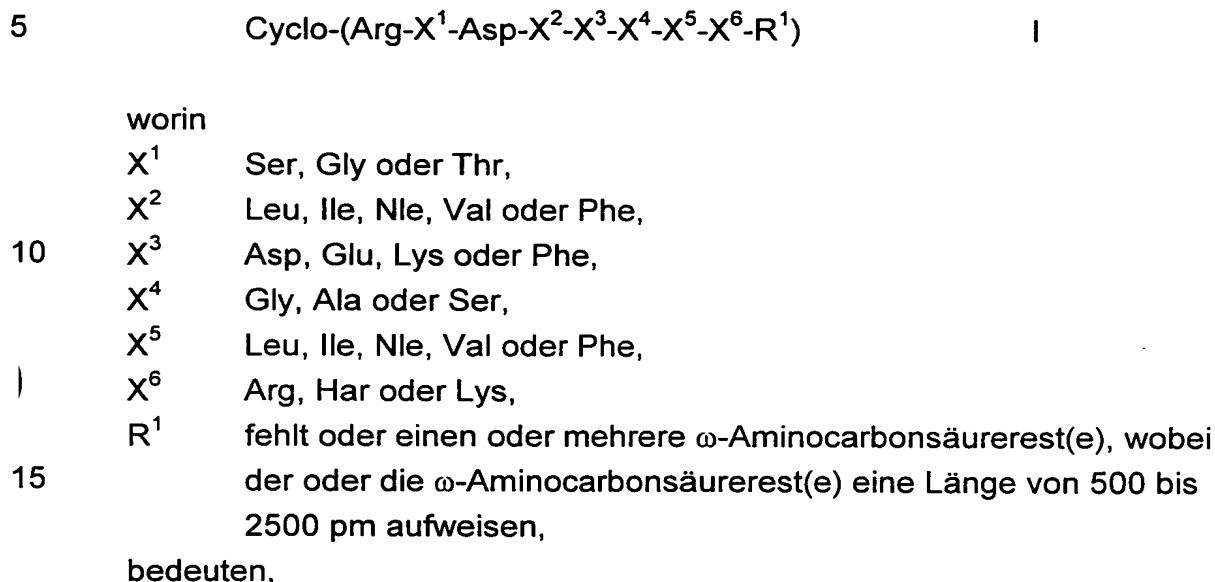 5 Cyclo-(Arg-X¹-Asp-X²-X³-X⁴-X⁵-X⁶-R¹) I
worin
X¹ Ser, Gly oder Thr,
X² Leu, Ile, Nle, Val oder Phe,
10 X³ Asp, Glu, Lys oder Phe,
X⁴ Gly, Ala oder Ser,
X⁵ Leu, Ile, Nle, Val oder Phe,
X⁶ Arg, Har oder Lys,
R¹ fehlt oder einen oder mehrere ω-Aminocarbonsäurerest(e), wobei
15 der oder die ω-Aminocarbonsäurerest(e) eine Länge von 500 bis
2500 pm aufweisen,
bedeuten,